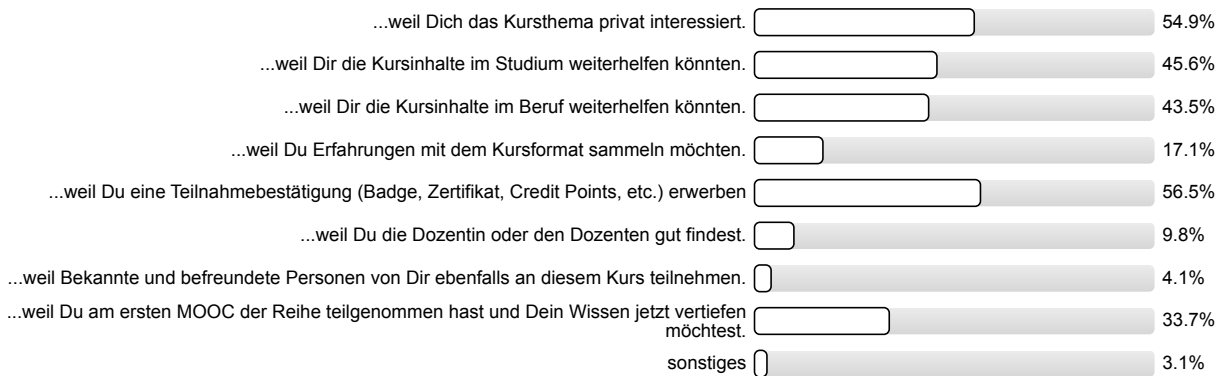 ...weil Dich das Kursthema privat interessiert. 54.9%
...weil Dir die Kursinhalte im Studium weiterhelfen könnten. 45.6%
...weil Dir die Kursinhalte im Beruf weiterhelfen könnten. 43.5%
...weil Du Erfahrungen mit dem Kursformat sammeln möchten. 17.1%
...weil Du eine Teilnahmebestätigung (Badge, Zertifikat, Credit Points, etc.) erwerben 56.5%
...weil Du die Dozentin oder den Dozenten gut findest. 9.8%
...weil Bekannte und befreundete Personen von Dir ebenfalls an diesem Kurs teilnehmen. 4.1%
...weil Du am ersten MOOC der Reihe teilgenommen hast und Dein Wissen jetzt vertiefen
möchtest. 33.7%
sonstiges 3.1%